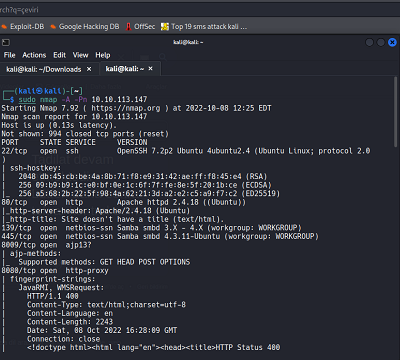 rch?q=çeviri
Exploit-DB Google Hacking DB OffSec Top 19 sms attack kali ...
kali@kali: ~
File Actions Edit View Help
kali@kali: ~/Downloads × kali@kali: ~ ×
┌──(kali㉿kali)-[~]
└─$ sudo nmap -A -Pn 10.10.113.147
Starting Nmap 7.92 ( https://nmap.org ) at 2022-10-08 12:25 EDT
Nmap scan report for 10.10.113.147
Host is up (0.13s latency).
Not shown: 994 closed tcp ports (reset)
PORT STATE SERVICE VERSION
22/tcp open ssh OpenSSH 7.2p2 Ubuntu 4ubuntu2.4 (Ubuntu Linux; protocol 2.0
)
| ssh-hostkey:
| 2048 db:45:cb:be:4a:8b:71:f8:e9:31:42:ae:ff:f8:45:e4 (RSA)
| 256 09:b9:b9:1c:e0:bf:0e:1c:6f:7f:fe:8e:5f:20:1b:ce (ECDSA)
|_ 256 a5:68:2b:22:5f:98:4a:62:21:3d:a2:e2:c5:a9:f7:c2 (ED25519)
80/tcp open http Apache httpd 2.4.18 ((Ubuntu))
|_http-server-header: Apache/2.4.18 (Ubuntu)
|_http-title: Site doesn't have a title (text/html).
139/tcp open netbios-ssn Samba smbd 3.X - 4.X (workgroup: WORKGROUP)
445/tcp open netbios-ssn Samba smbd 4.3.11-Ubuntu (workgroup: WORKGROUP)
8009/tcp open ajp13?
| ajp-methods:
|_ Supported methods: GET HEAD POST OPTIONS
8080/tcp open http-proxy
| fingerprint-strings:
| JavaRMI, WMSRequest:
| HTTP/1.1 400
| Content-Type: text/html;charset=utf-8
| Content-Language: en
| Content-Length: 2243
| Date: Sat, 08 Oct 2022 16:28:09 GMT
| Connection: close
| <!doctype html><html lang="en"><head><title>HTTP Status 400